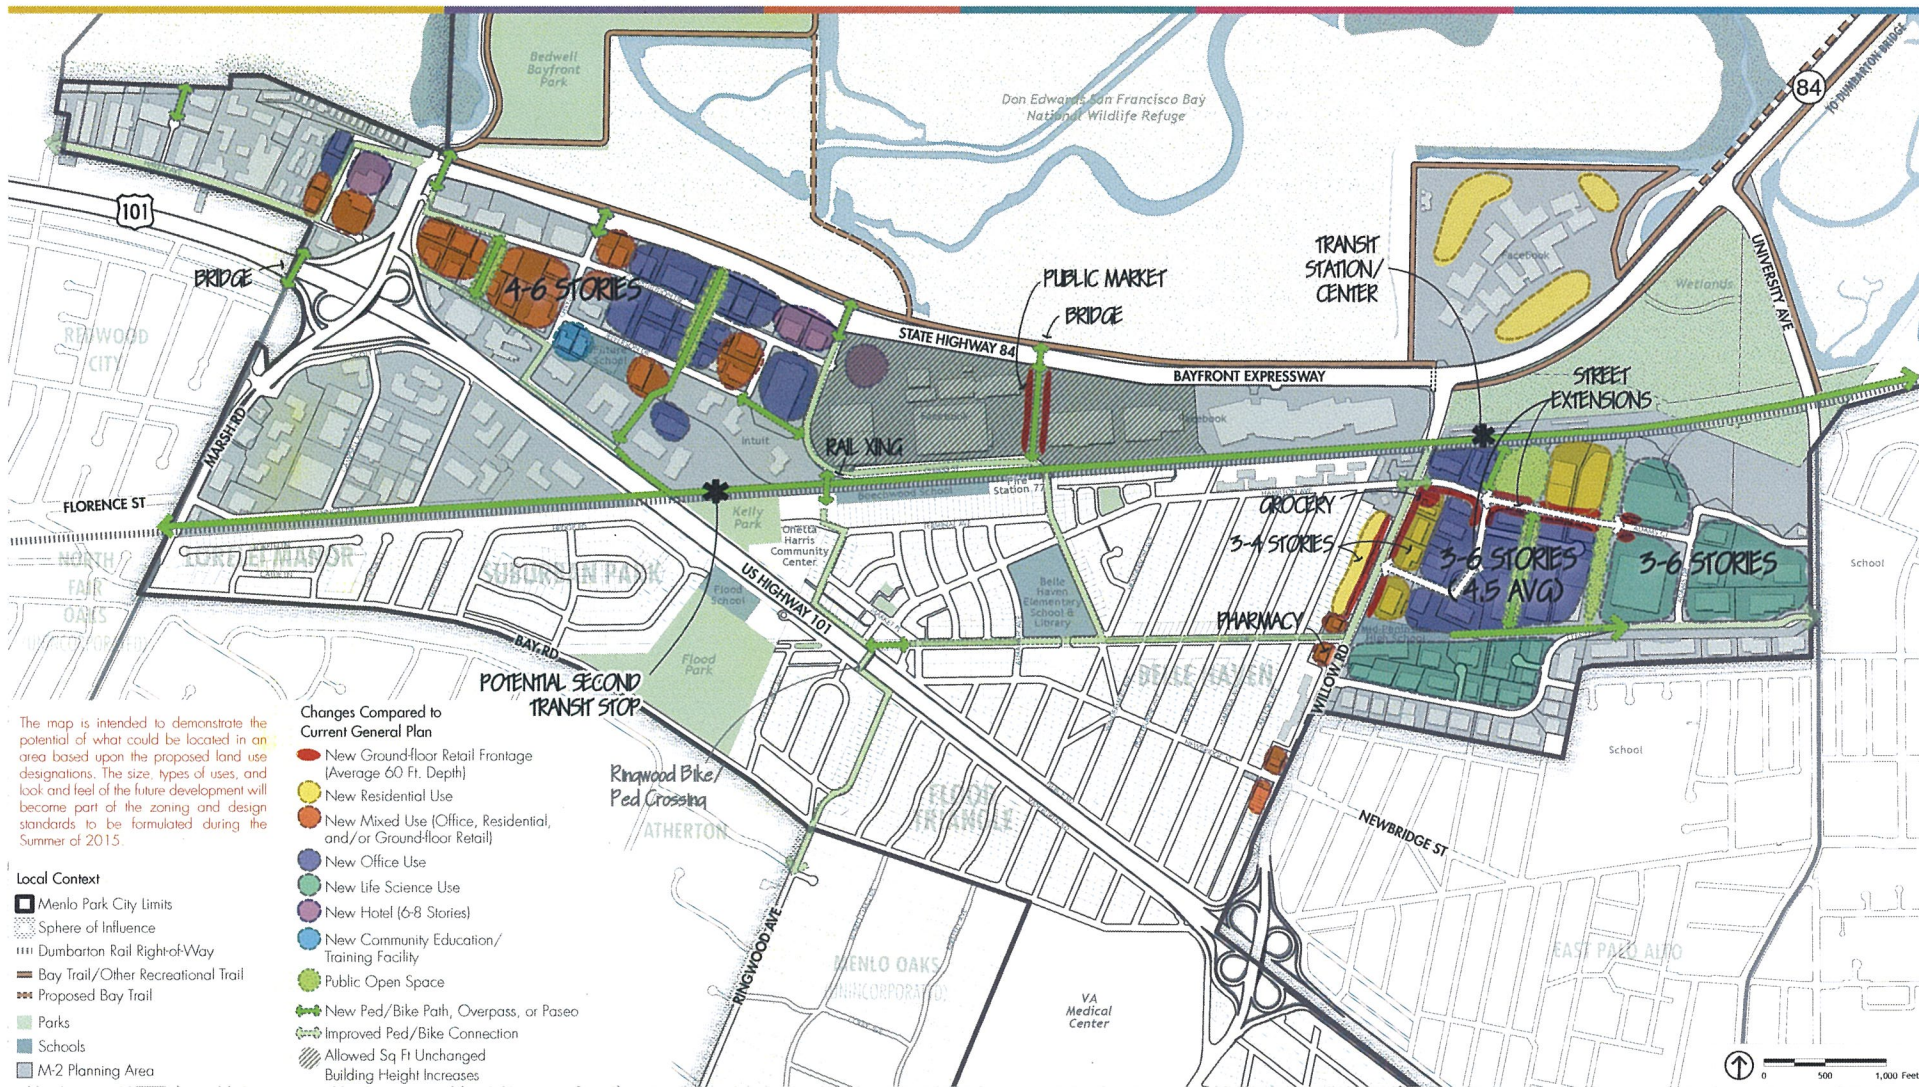 Bedwell
Bayfront
Park
Don Edwards San Francisco Bay
National Wildlife Refuge
84
TO DUMBARTON BRIDGE
101
BRIDGE
TRANSIT
STATION/
CENTER
Facebook
UNIVERSITY AVE
Wetlands
PUBLIC MARKET
BRIDGE
4-6 STORIES
REDWOOD
CITY
Future
School
STATE HIGHWAY 84
BAYFRONT EXPRESSWAY
STREET
EXTENSIONS
MARSH RD
Intuit
Facebook
RAIL XING
FLORENCE ST
Beechwood School
Fire
Station 77
Kelly
Park
Onetta
Harris
Community
Center
HAMILTON AVE
TERMINAL AVE
GROCERY
3-4 STORIES
3-6 STORIES
(4.5 AVG)
3-6 STORIES
School
NORTH
FAIR
OAKS
(UNINCORPORATED)
LORELEI MANOR
SUBURBAN PARK
Flood
School
US HIGHWAY 101
Belle
Haven
Elementary
School &
Library
PHARMACY
BAY RD
Flood
Park
BELLE HAVEN
WILLOW RD
POTENTIAL SECOND
TRANSIT STOP
School
Ringwood Bike/
Ped Crossing
ATHERTON
FLOOD
TRIANGLE
NEWBRIDGE ST
RINGWOOD AVE
MENLO OAKS
(UNINCORPORATED)
VA
Medical
Center
EAST PALO ALTO
The map is intended to demonstrate the
potential of what could be located in an
area based upon the proposed land use
designations. The size, types of uses, and
look and feel of the future development will
become part of the zoning and design
standards to be formulated during the
Summer of 2015.
Local Context
Menlo Park City Limits
Sphere of Influence
Dumbarton Rail Right-of-Way
Bay Trail/Other Recreational Trail
Proposed Bay Trail
Parks
Schools
M-2 Planning Area
Changes Compared to
Current General Plan
New Ground-floor Retail Frontage
(Average 60 Ft. Depth)
New Residential Use
New Mixed Use (Office, Residential,
and/or Ground-floor Retail)
New Office Use
New Life Science Use
New Hotel (6-8 Stories)
New Community Education/
Training Facility
Public Open Space
New Ped/Bike Path, Overpass, or Paseo
Improved Ped/Bike Connection
Allowed Sq Ft Unchanged
Building Height Increases
0 500 1,000 Feet